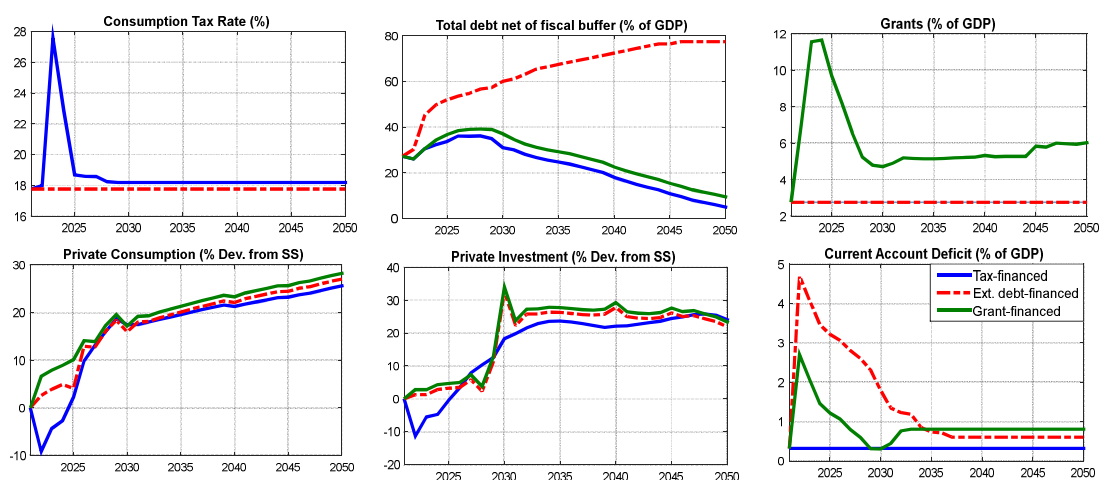 Consumption Tax Rate (%)
28
26
24
22
20
18
16
2025 2030 2035 2040 2045 2050
Total debt net of fiscal buffer (% of GDP)
80
60
40
20
0
2025 2030 2035 2040 2045 2050
Grants (% of GDP)
12
10
8
6
4
2
2025 2030 2035 2040 2045 2050
Private Consumption (% Dev. from SS)
30
20
10
0
-10
2025 2030 2035 2040 2045 2050
Private Investment (% Dev. from SS)
40
30
20
10
0
-10
-20
2025 2030 2035 2040 2045 2050
Current Account Deficit (% of GDP)
5
4
3
2
1
0
2025 2030 2035 2040 2045 2050
Tax-financed
Ext. debt-financed
Grant-financed